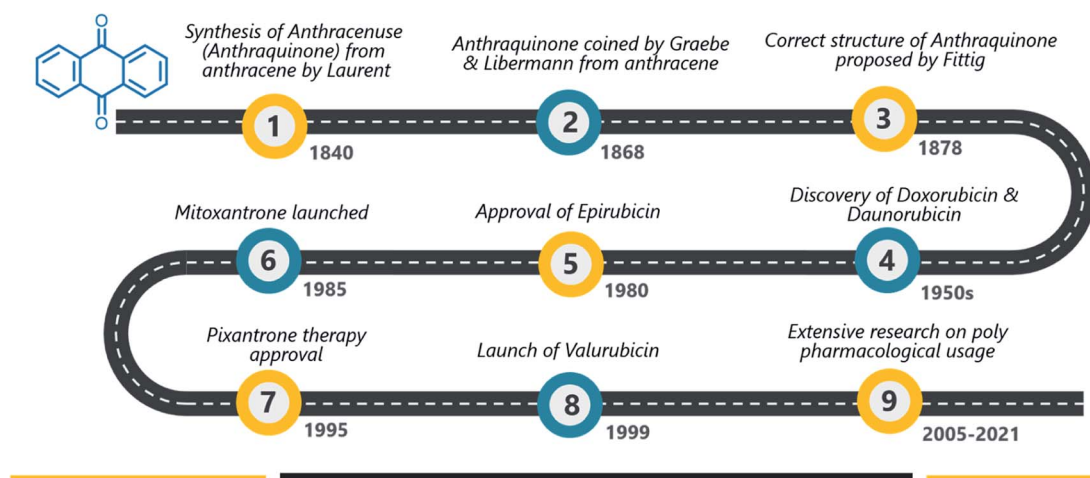 O
O
Synthesis of Anthracenuse
(Anthraquinone) from
anthracene by Laurent
1
1840
Anthraquinone coined by Graebe
& Libermann from anthracene
2
1868
Correct structure of Anthraquinone
proposed by Fittig
3
1878
Discovery of Doxorubicin &
Daunorubicin
4
1950s
Approval of Epirubicin
5
1980
Mitoxantrone launched
6
1985
Pixantrone therapy
approval
7
1995
Launch of Valurubicin
8
1999
Extensive research on poly
pharmacological usage
9
2005-2021